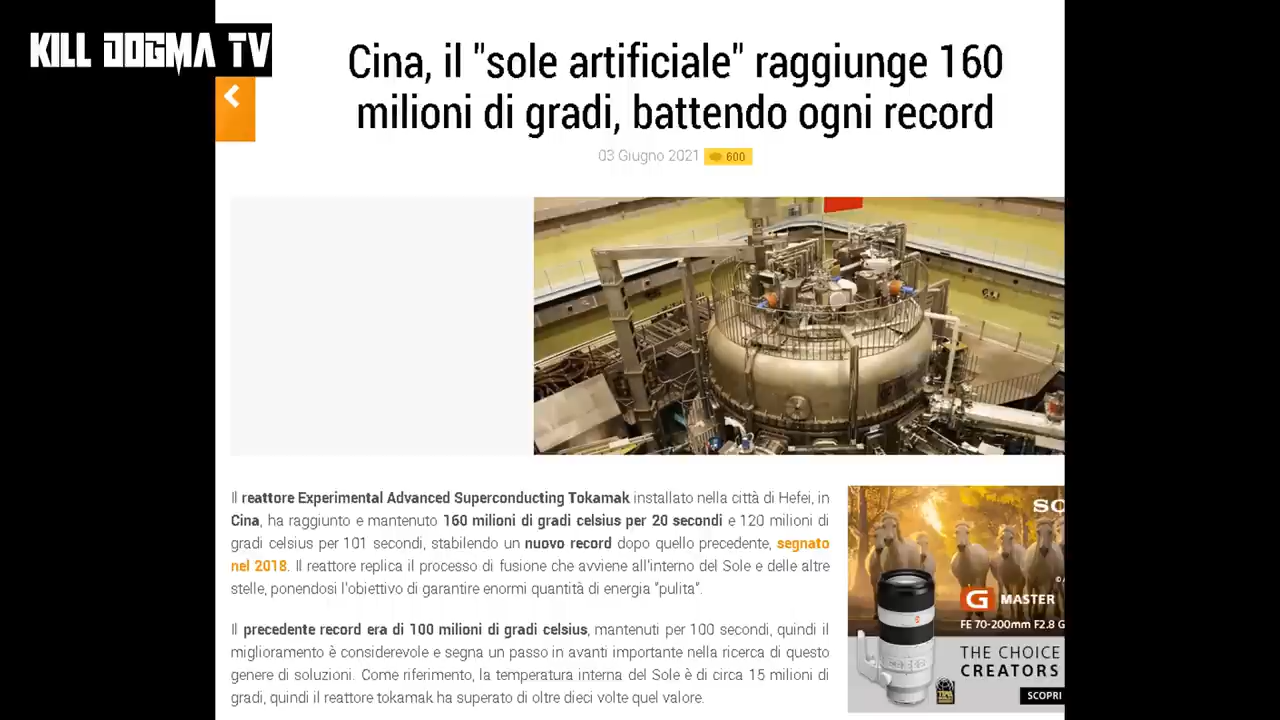 KILL DOGMA TV
Cina, il "sole artificiale" raggiunge 160
milioni di gradi, battendo ogni record
03 Giugno 2021 600
Il reattore Experimental Advanced Superconducting Tokamak installato nella città di Hefei, in
Cina, ha raggiunto e mantenuto 160 milioni di gradi celsius per 20 secondi e 120 milioni di
gradi celsius per 101 secondi, stabilendo un nuovo record dopo quello precedente, segnato
nel 2018. Il reattore replica il processo di fusione che avviene all'interno del Sole e delle altre
stelle, ponendosi l'obiettivo di garantire enormi quantità di energia "pulita".
Il precedente record era di 100 milioni di gradi celsius, mantenuti per 100 secondi, quindi il
miglioramento è considerevole e segna un passo in avanti importante nella ricerca di questo
genere di soluzioni. Come riferimento, la temperatura interna del Sole è di circa 15 milioni di
gradi, quindi il reattore tokamak ha superato di oltre dieci volte quel valore.
SO
G MASTER
FE 70-200mm F2.8 G
THE CHOICE
CREATORS
SCOPRI